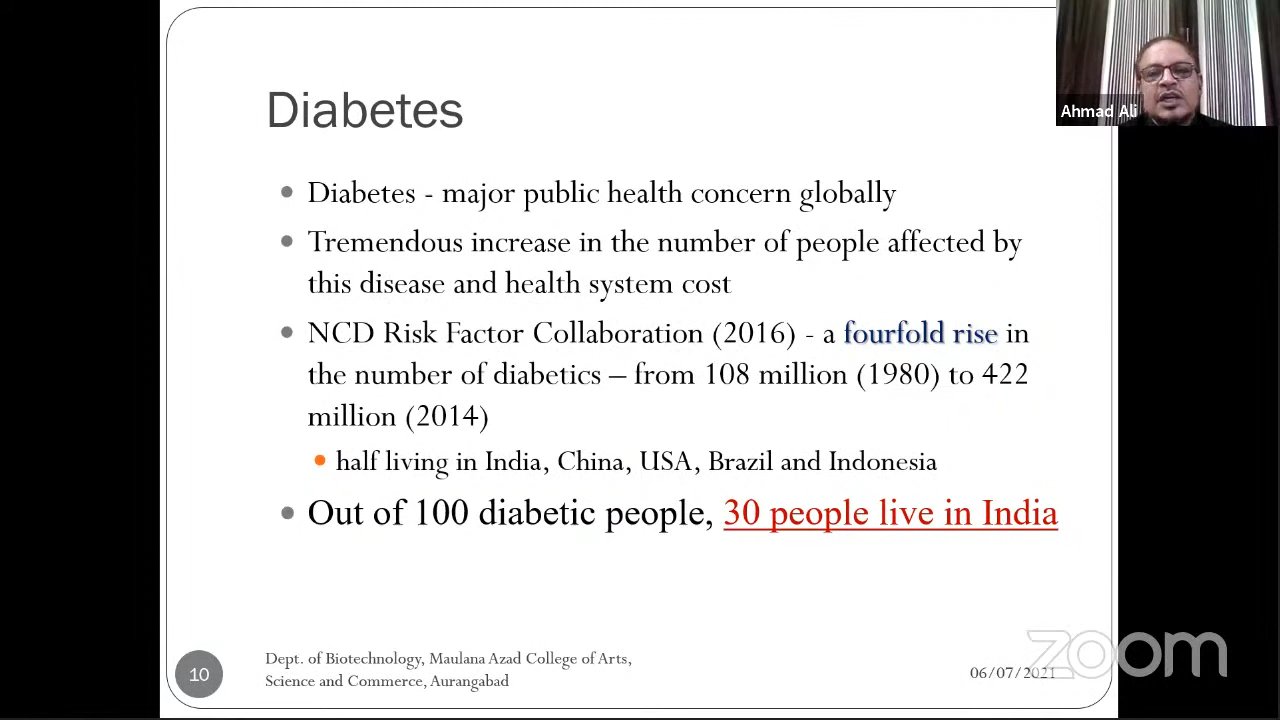 Diabetes
Ahmad Ali
Diabetes - major public health concern globally
Tremendous increase in the number of people affected by
this disease and health system cost
NCD Risk Factor Collaboration (2016) - a fourfold rise in
the number of diabetics – from 108 million (1980) to 422
million (2014)
half living in India, China, USA, Brazil and Indonesia
Out of 100 diabetic people, 30 people live in India
10
Dept. of Biotechnology, Maulana Azad College of Arts,
Science and Commerce, Aurangabad
06/07/2021
zoom